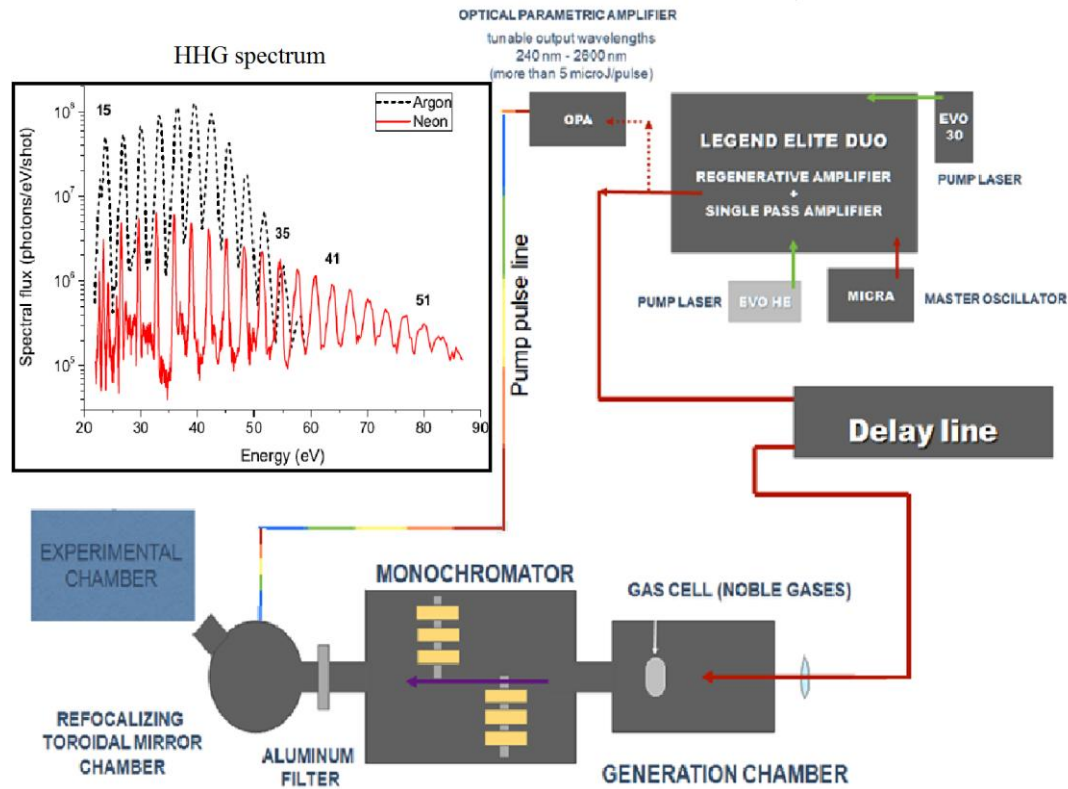 OPTICAL PARAMETRIC AMPLIFIER
tunable output wavelengths
240 nm - 2600 nm
(more than 5 microJ/pulse)
HHG spectrum
15
35
41
51
Argon
Neon
Spectral flux (photons/eV/shot)
10⁸
10⁷
10⁶
10⁵
20
30
40
50
60
70
80
90
Energy (eV)
Pump pulse line
OPA
LEGEND ELITE DUO
REGENERATIVE AMPLIFIER
+
SINGLE PASS AMPLIFIER
EVO
30
PUMP LASER
PUMP LASER
EVO HE
MICRA
MASTER OSCILLATOR
Delay line
EXPERIMENTAL
CHAMBER
MONOCHROMATOR
GAS CELL (NOBLE GASES)
REFOCALIZING
TOROIDAL MIRROR
CHAMBER
ALUMINUM
FILTER
GENERATION CHAMBER